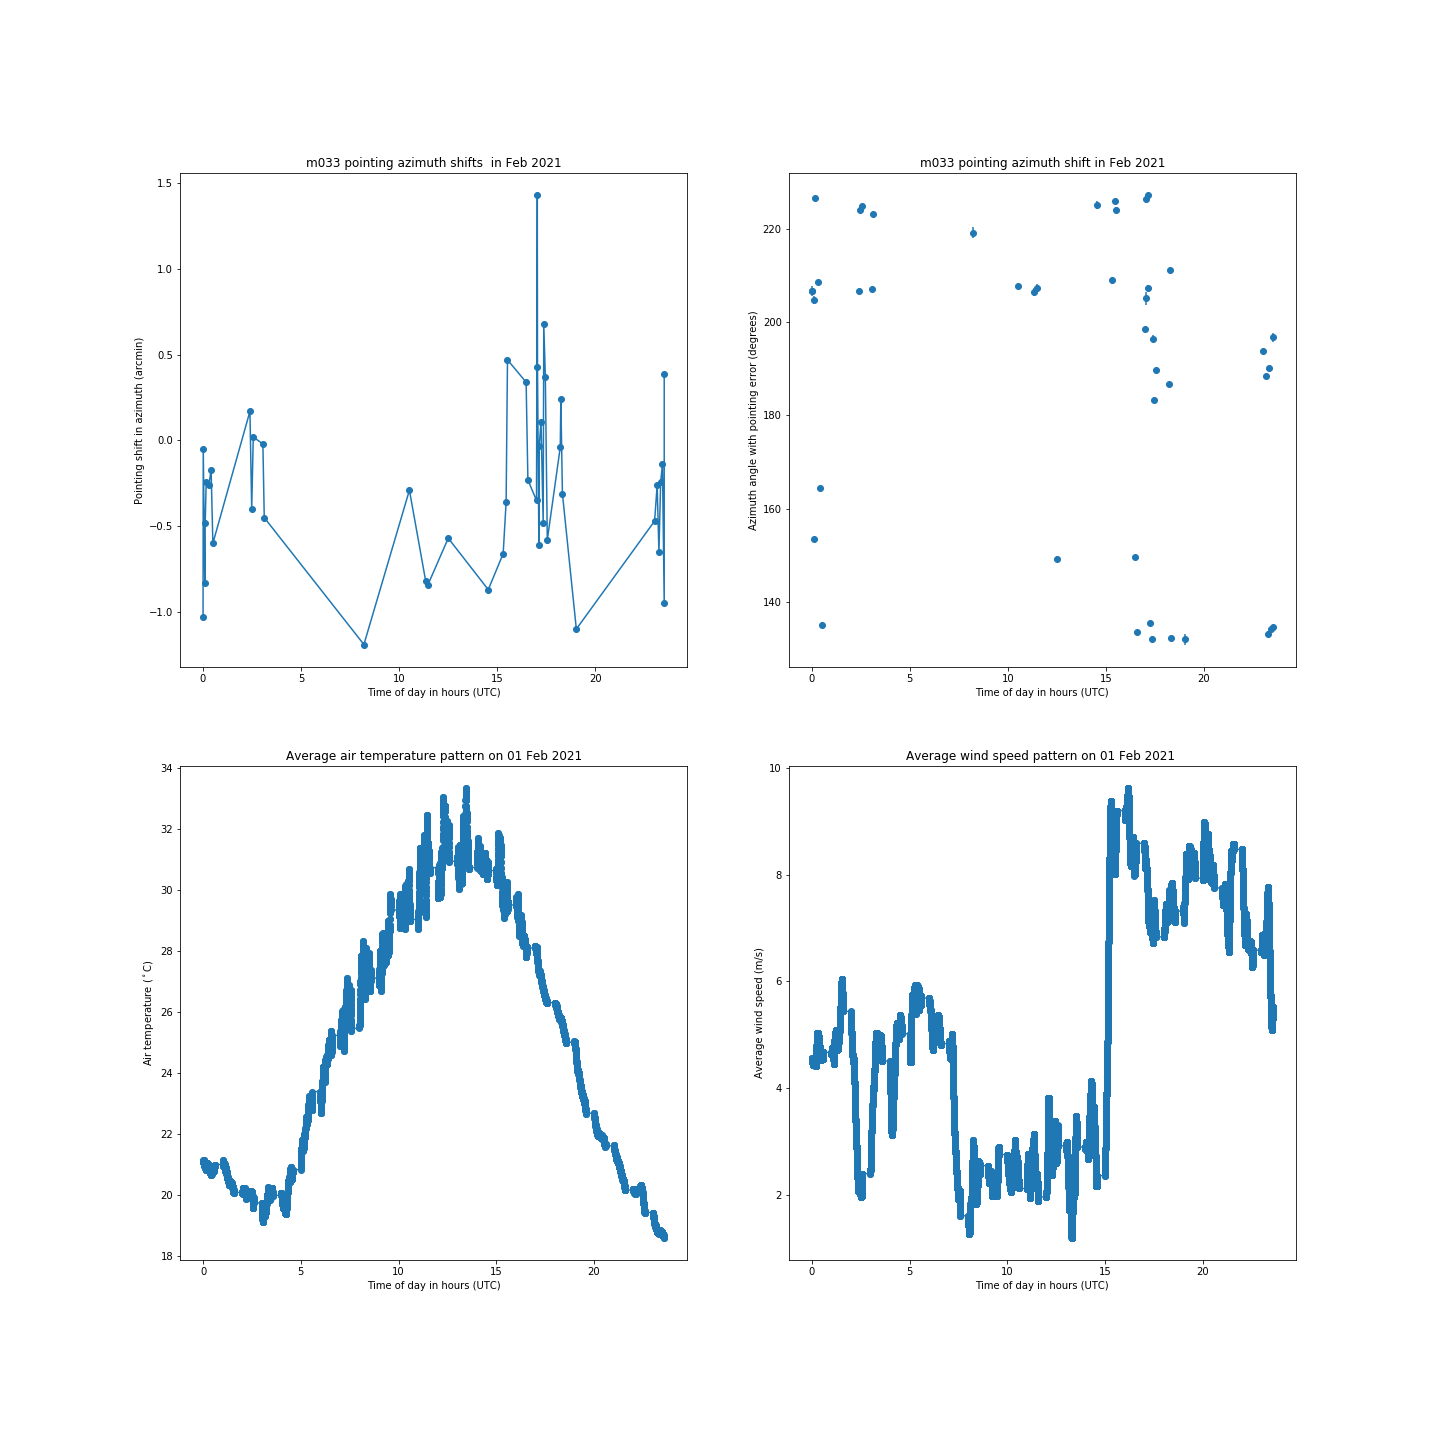 m033 pointing azimuth shifts  in Feb 2021
Pointing shift in azimuth (arcmin)
1.5
1.0
0.5
0.0
−0.5
−1.0
0 5 10 15 20
Time of day in hours (UTC)
m033 pointing azimuth shift in Feb 2021
Azimuth angle with pointing error (degrees)
220
200
180
160
140
0 5 10 15 20
Time of day in hours (UTC)
Average air temperature pattern on 01 Feb 2021
Air temperature (°C)
34
32
30
28
26
24
22
20
18
0 5 10 15 20
Time of day in hours (UTC)
Average wind speed pattern on 01 Feb 2021
Average wind speed (m/s)
10
8
6
4
2
0 5 10 15 20
Time of day in hours (UTC)